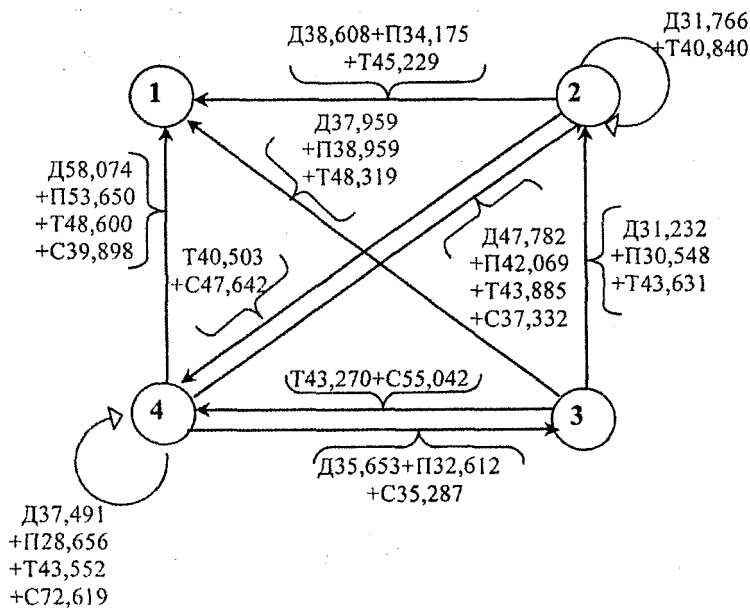 Д38,608+П34,175
+Т45,229
Д31,766
+Т40,840
1
2
Д37,959
+П38,959
+Т48,319
Д58,074
+П53,650
+Т48,600
+С39,898
Т40,503
+С47,642
Д47,782
+П42,069
+Т43,885
+С37,332
Д31,232
+П30,548
+Т43,631
4
Т43,270+С55,042
3
Д35,653+П32,612
+С35,287
Д37,491
+П28,656
+Т43,552
+С72,619